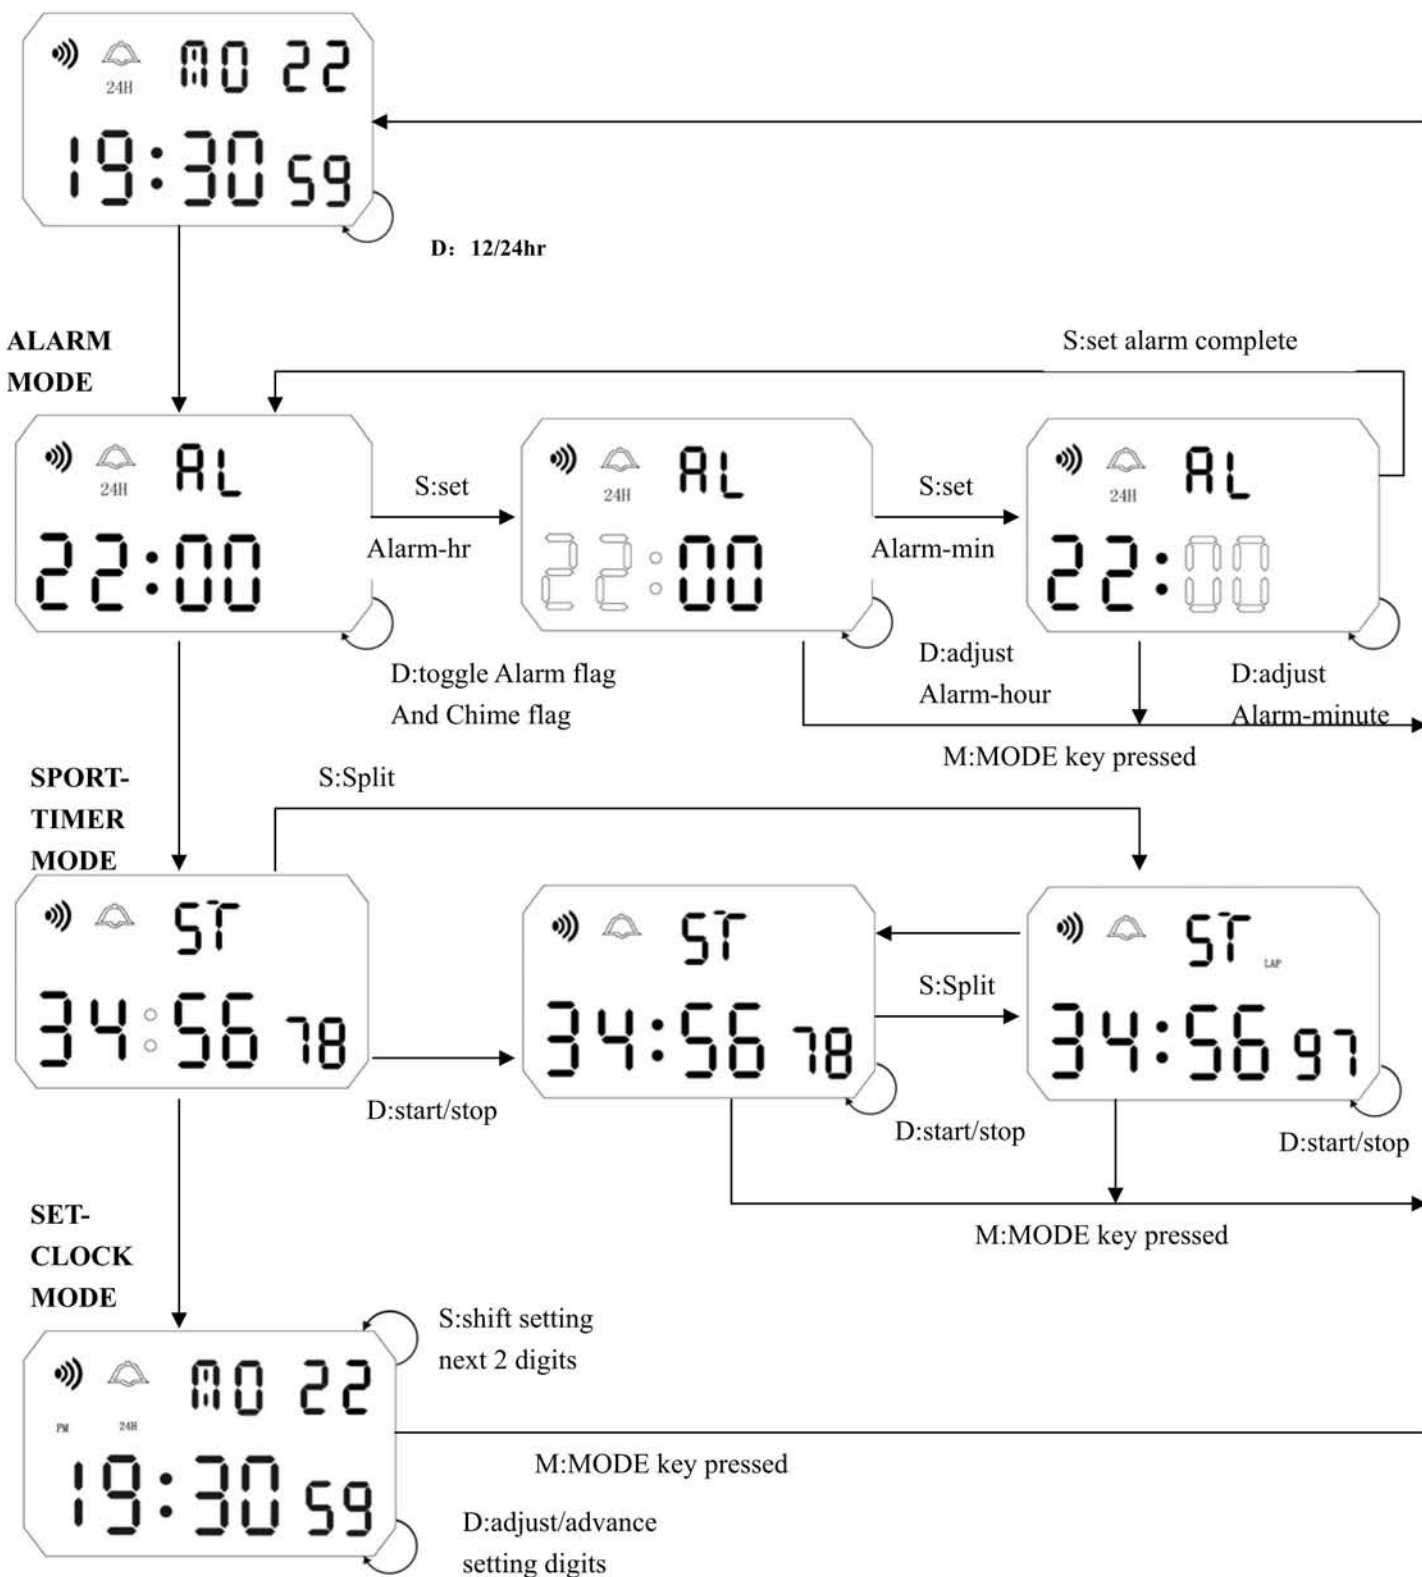 MO 22
24H
19:30 59
D: 12/24hr
ALARM
MODE
S:set alarm complete
AL
24H
22:00
S:set
Alarm-hr
AL
24H
22:00
S:set
Alarm-min
AL
24H
22:00
D:toggle Alarm flag
And Chime flag
D:adjust
Alarm-hour
D:adjust
Alarm-minute
M:MODE key pressed
SPORT-
TIMER
MODE
S:Split
ST
34:56 78
D:start/stop
ST
34:56 78
S:Split
D:start/stop
ST
LAP
34:56 97
D:start/stop
M:MODE key pressed
SET-
CLOCK
MODE
S:shift setting
next 2 digits
MO 22
PM 24H
19:30 59
M:MODE key pressed
D:adjust/advance
setting digits